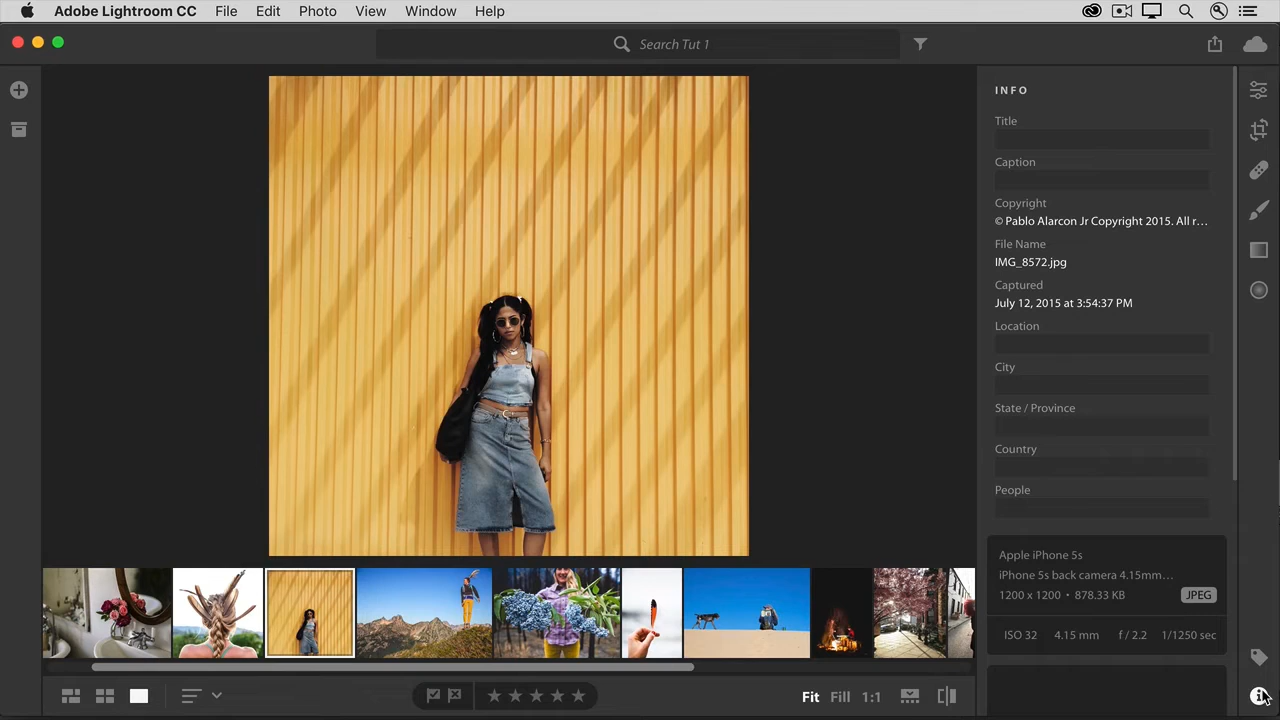 Adobe Lightroom CC File Edit Photo View Window Help
Search Tut 1
INFO
Title
Caption
Copyright
© Pablo Alarcon Jr Copyright 2015. All r…
File Name
IMG_8572.jpg
Captured
July 12, 2015 at 3:54:37 PM
Location
City
State / Province
Country
People
Apple iPhone 5s
iPhone 5s back camera 4.15mm…
1200 x 1200 • 878.33 KB JPEG
ISO 32 4.15 mm f / 2.2 1/1250 sec
Fit Fill 1:1